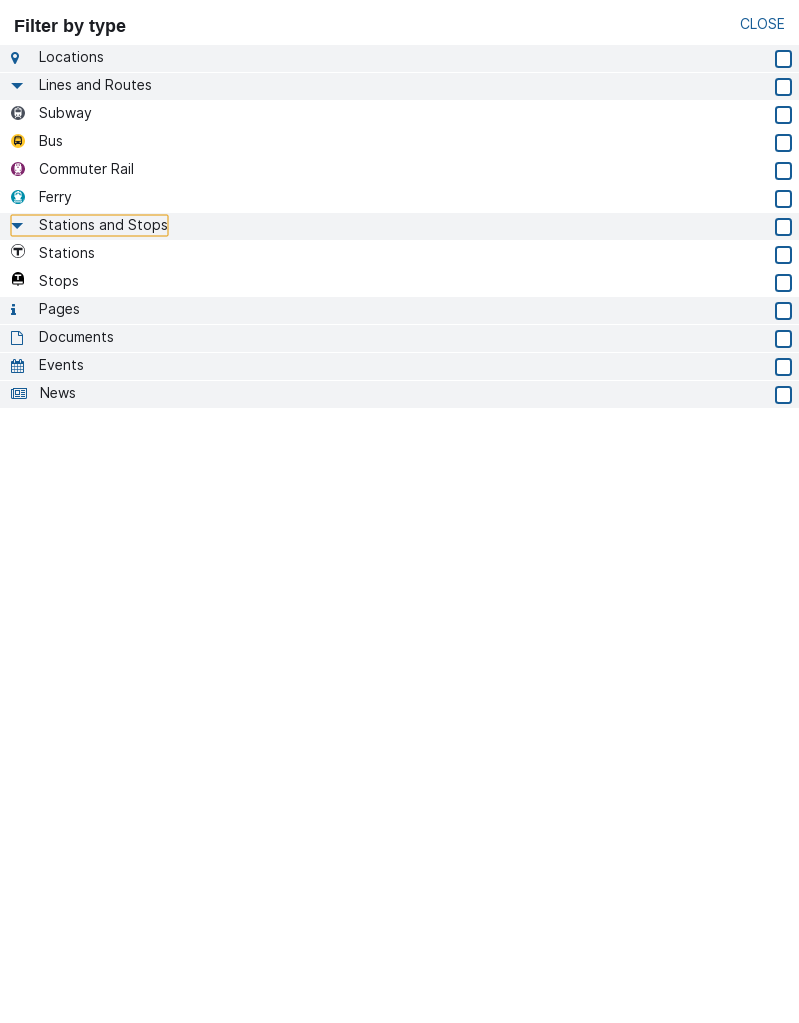 Filter by type
CLOSE
Locations
Lines and Routes
Subway
Bus
Commuter Rail
Ferry
Stations and Stops
Stations
Stops
Pages
Documents
Events
News